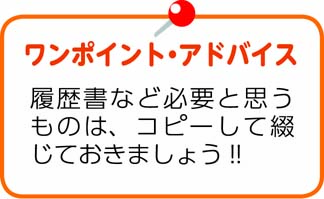 ワンポイント・アドバイス
履歴書など必要と思う
ものは、コピーして綴
じておきましょう!!